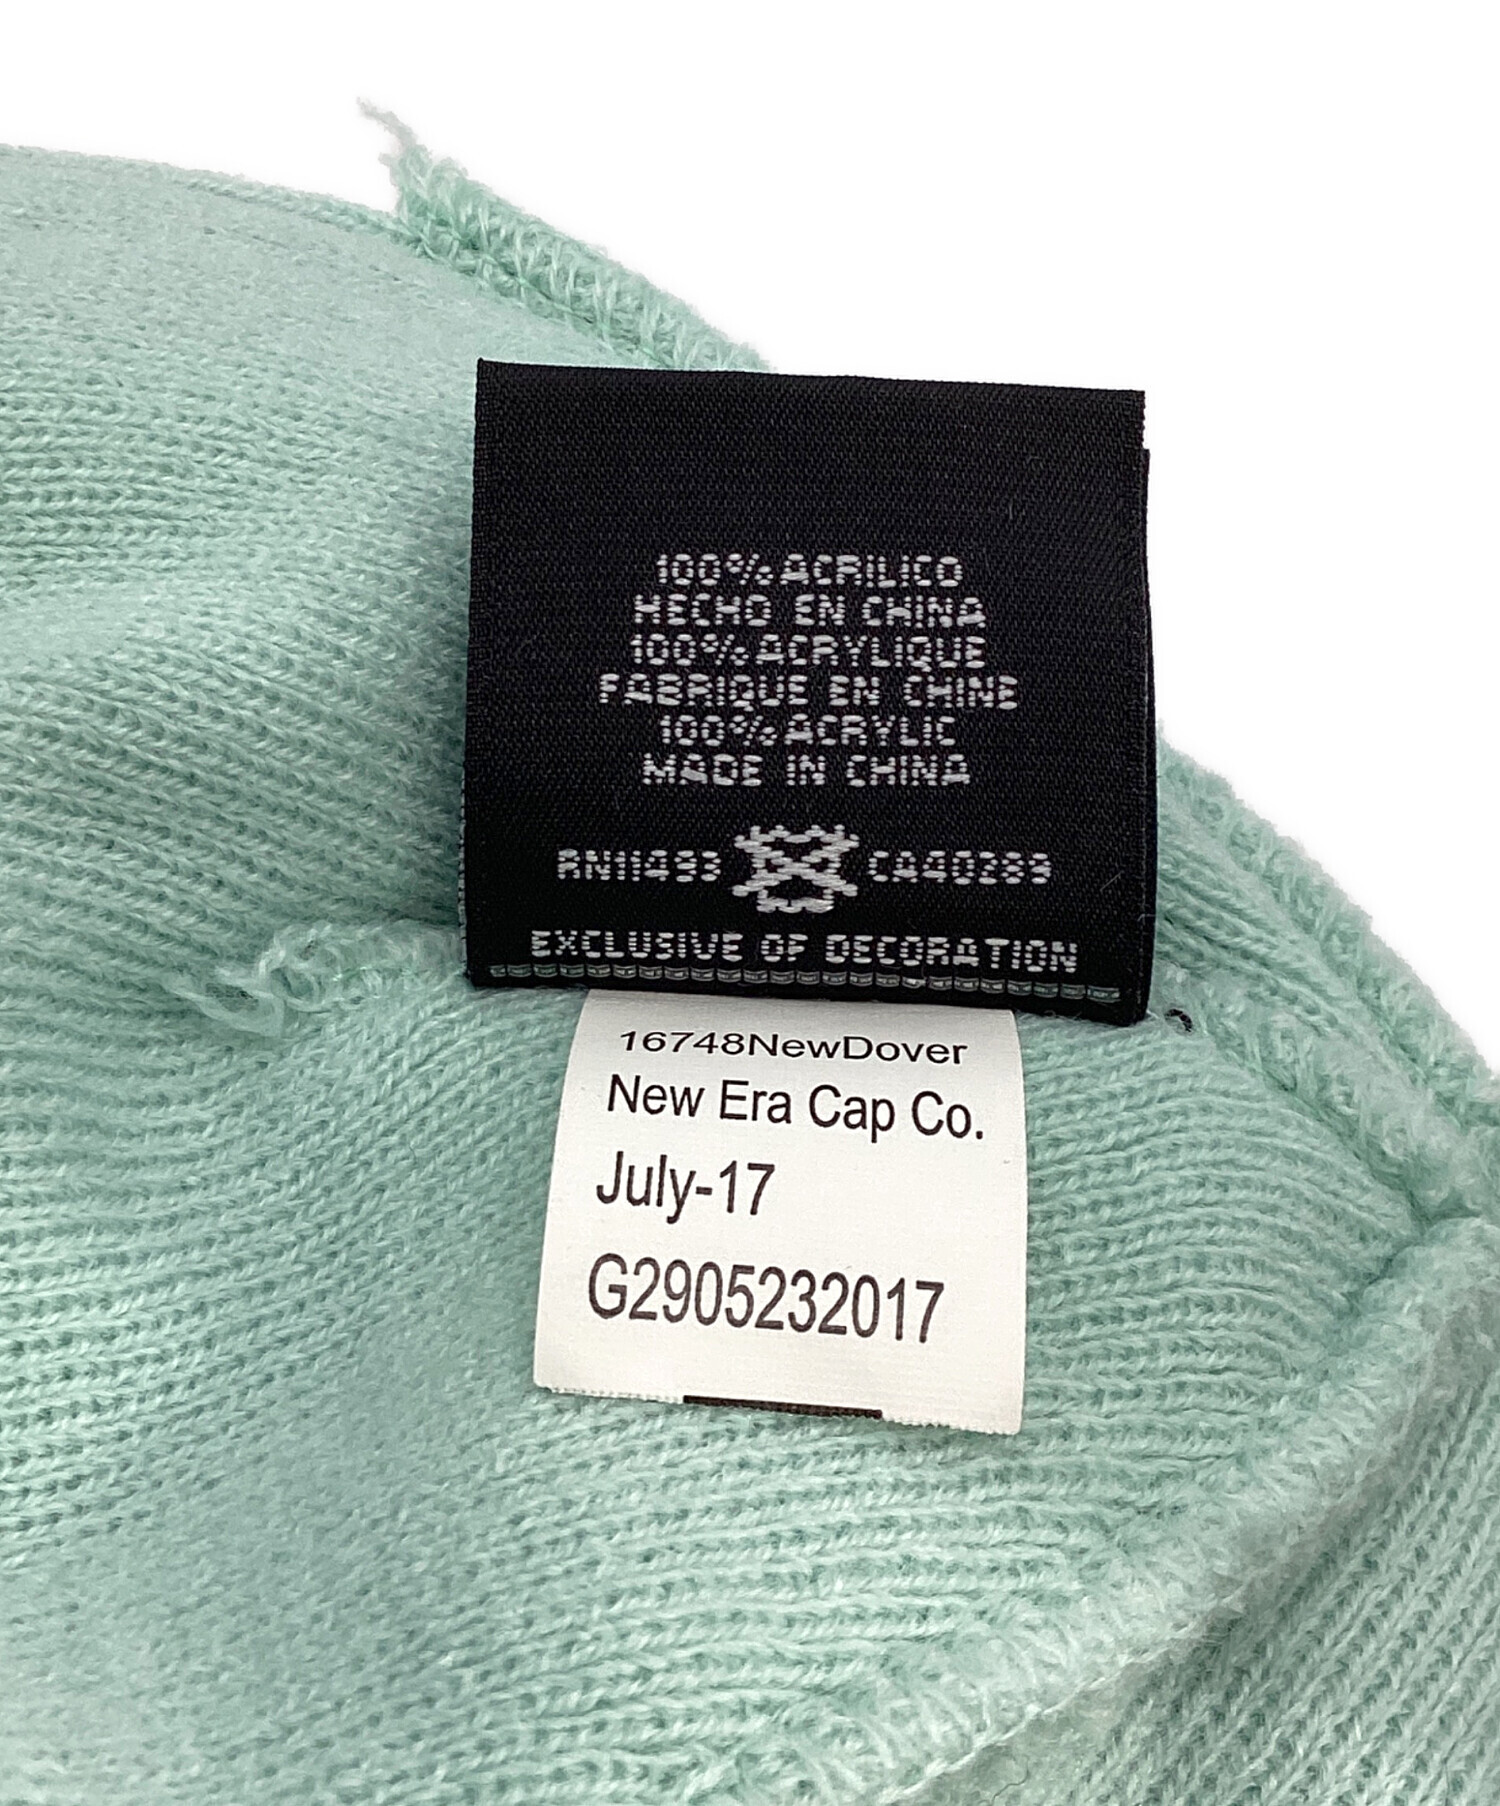 100% ACRILICO
HECHO EN CHINA
100% ACRYLIQUE
FABRIQUE EN CHINE
100% ACRYLIC
MADE IN CHINA
RN11493 CA40289
EXCLUSIVE OF DECORATION
16748NewDover
New Era Cap Co.
July-17
G2905232017